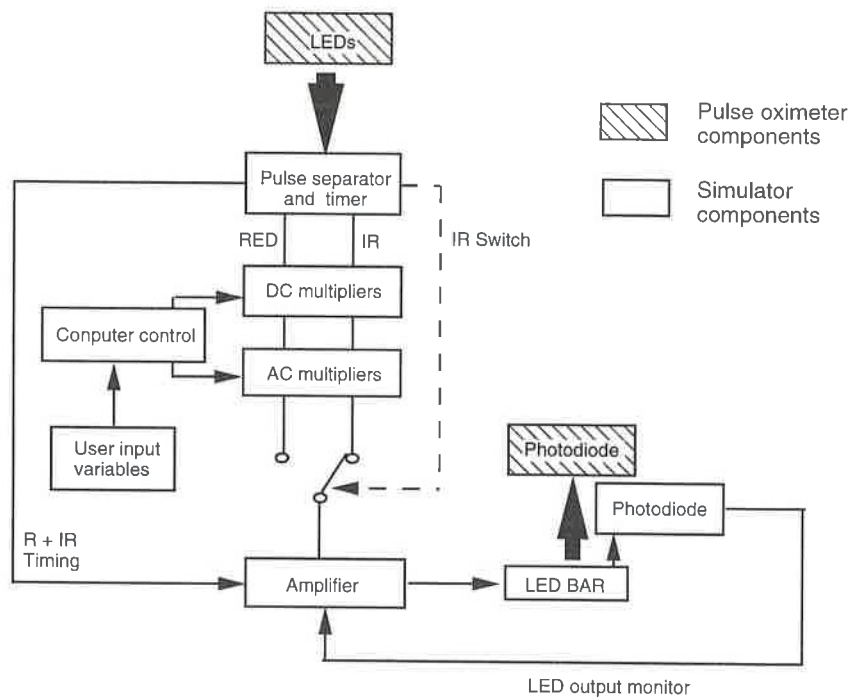 LEDs
Pulse oximeter
components
Simulator
components
Pulse separator
and timer
RED
IR
IR Switch
DC multipliers
Conputer control
AC multipliers
User input
variables
Photodiode
Photodiode
R + IR
Timing
Amplifier
LED BAR
LED output monitor